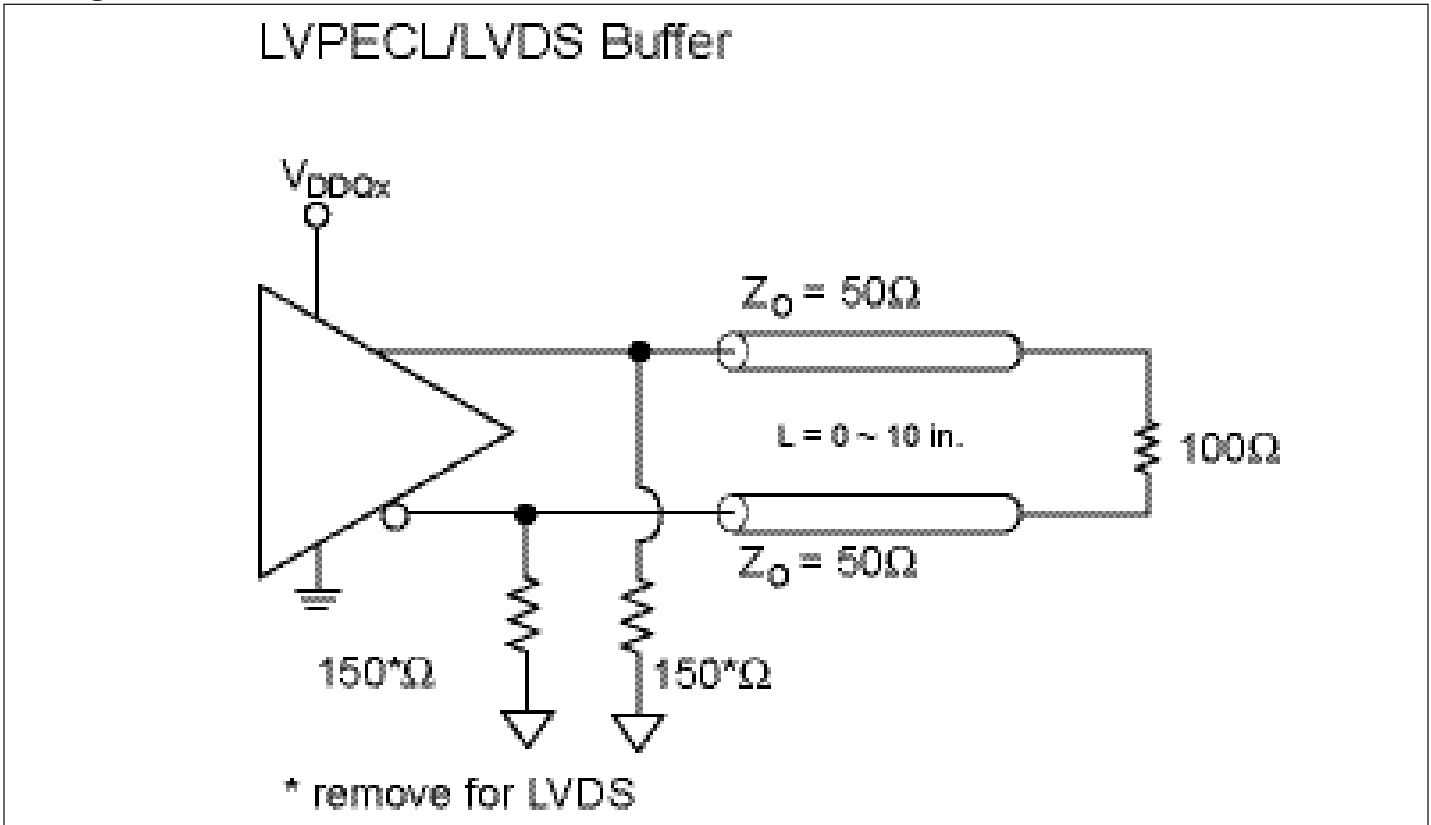 LVPECL/LVDS Buffer
VDDQx
ZO = 50Ω
L = 0 ~ 10 in.
100Ω
ZO = 50Ω
150*Ω
150*Ω
* remove for LVDS